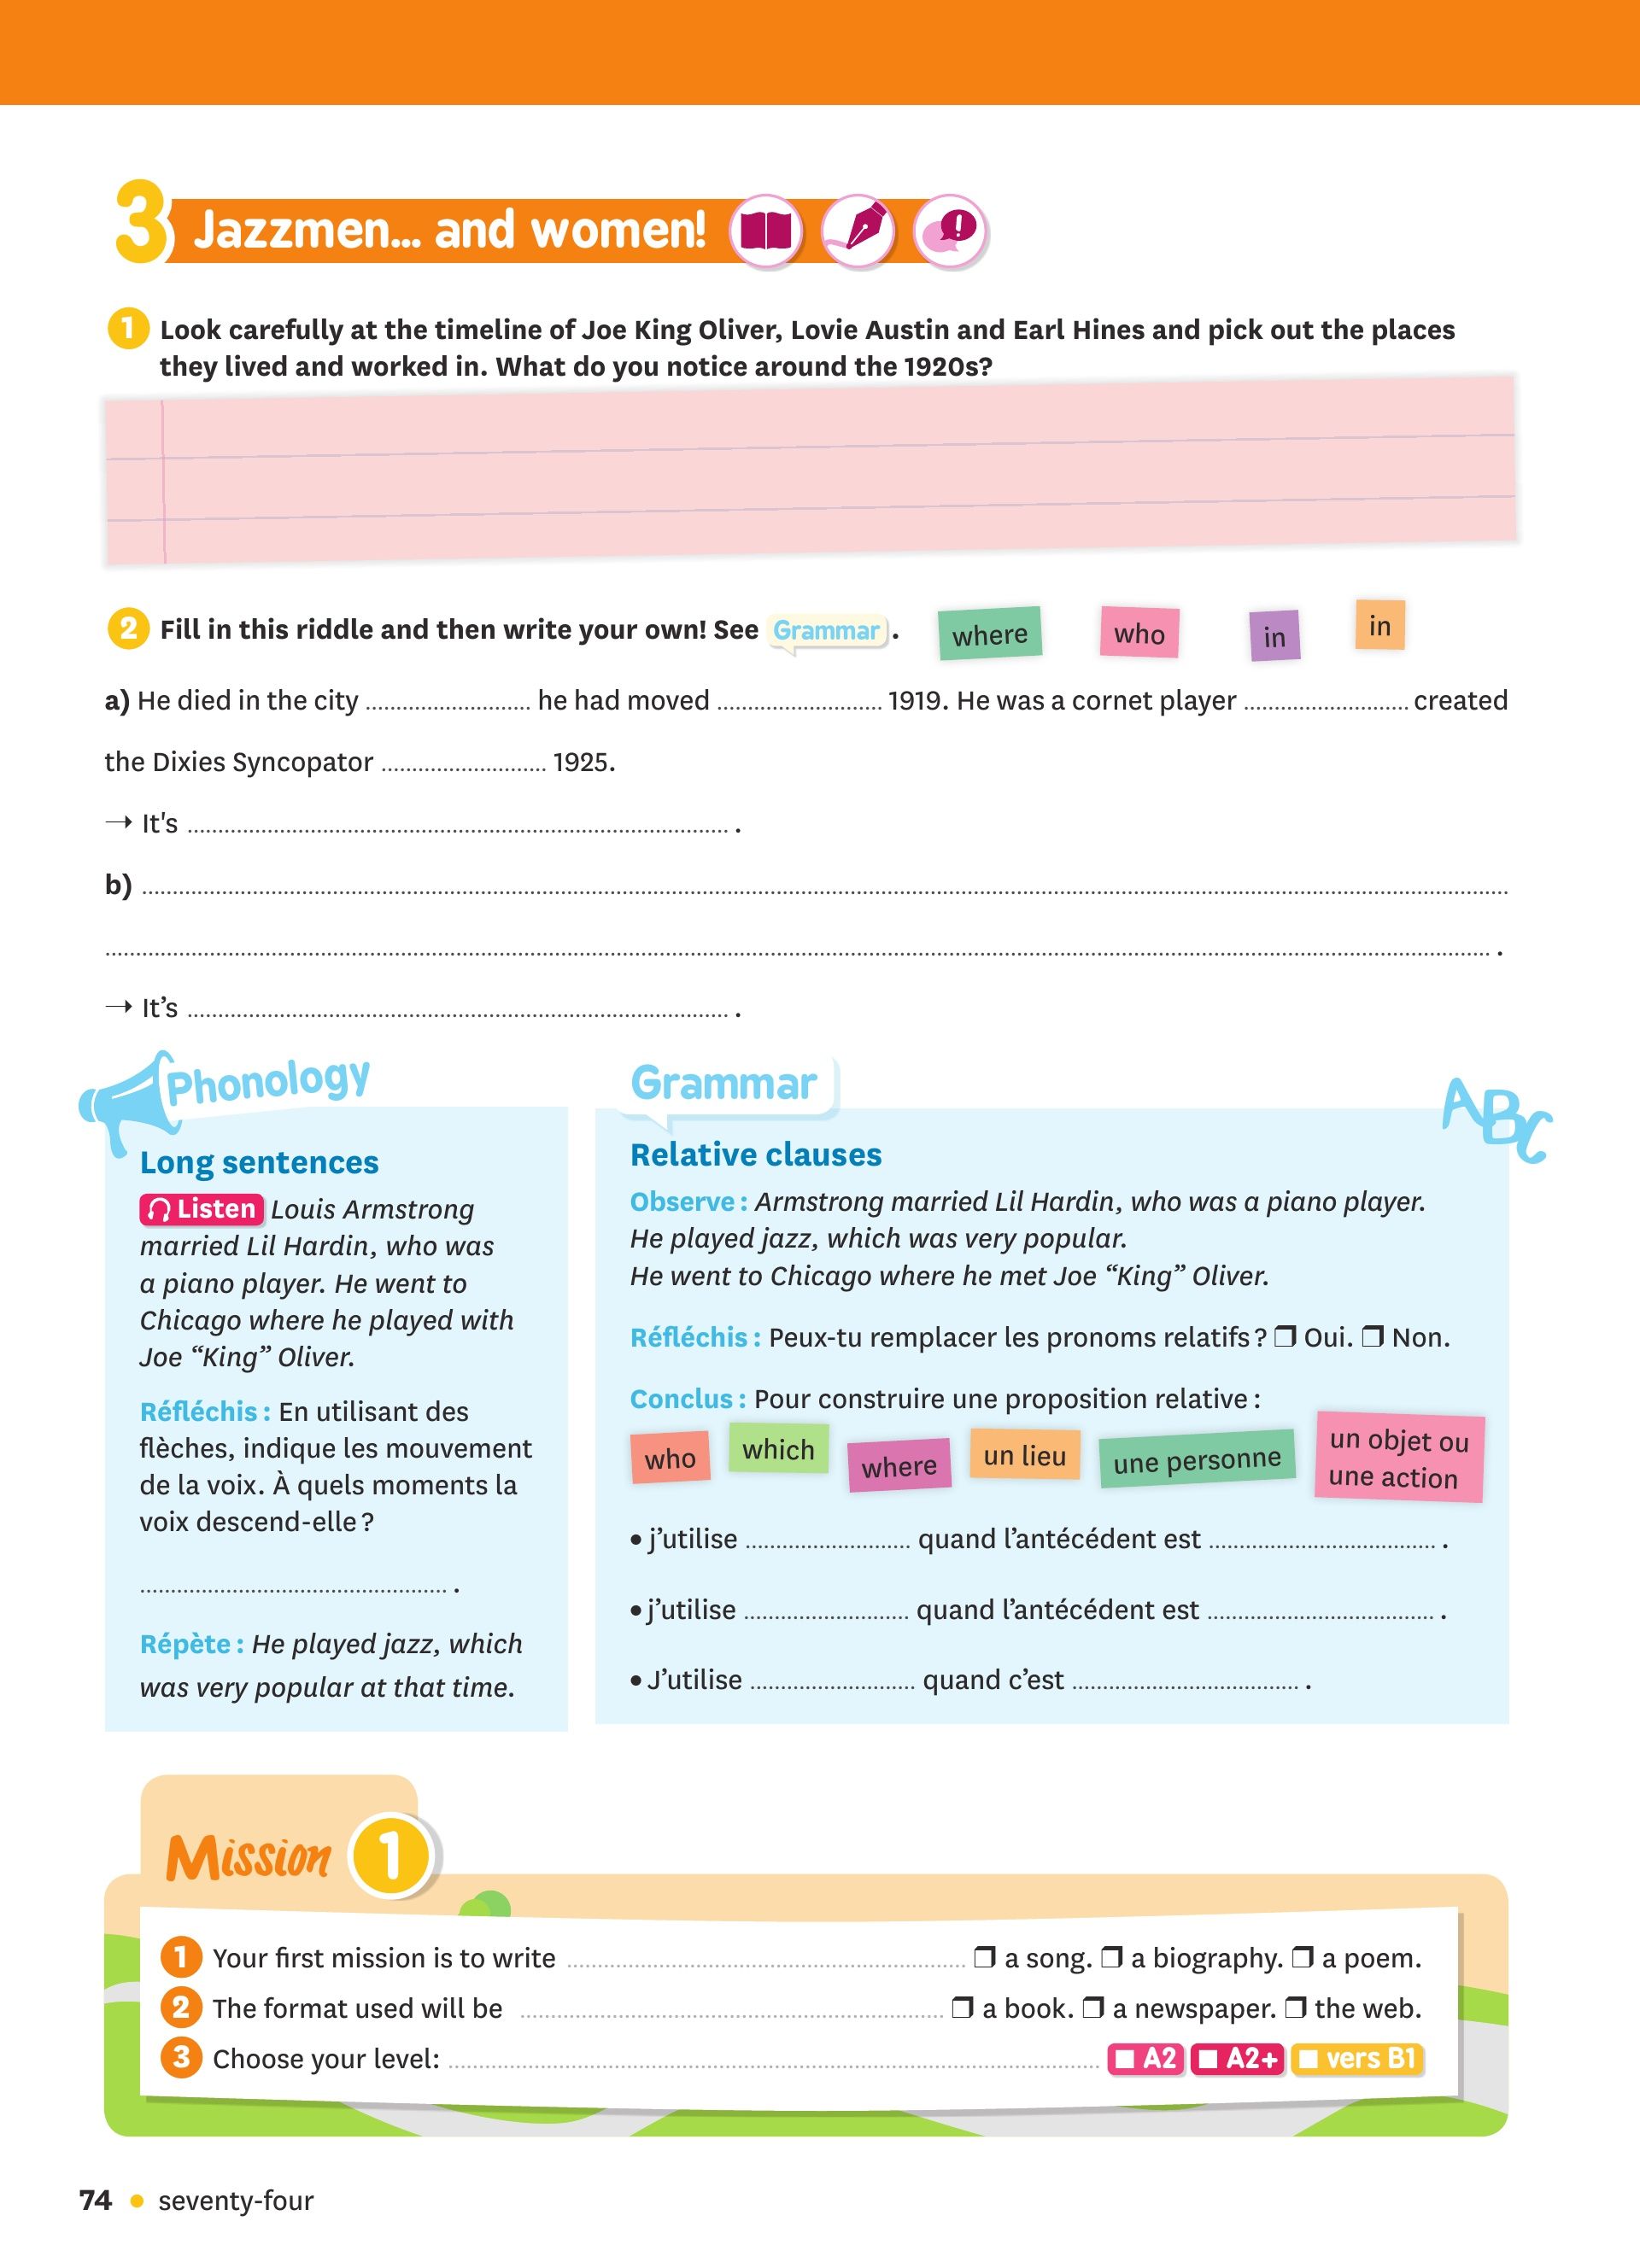 3 Jazzmen... and women!
1 Look carefully at the timeline of Joe King Oliver, Lovie Austin and Earl Hines and pick out the places
they lived and worked in. What do you notice around the 1920s?
2 Fill in this riddle and then write your own! See Grammar. where who in in
a) He died in the city ........................... he had moved ........................... 1919. He was a cornet player ........................... created
the Dixies Syncopator ........................... 1925.
→ It's ........................................................................................ .
b) ................................................................................................................................................................
................................................................................................................................................................ .
→ It’s ........................................................................................ .
Phonology
Long sentences
Listen Louis Armstrong
married Lil Hardin, who was
a piano player. He went to
Chicago where he played with
Joe “King” Oliver.
Réfléchis : En utilisant des
flèches, indique les mouvement
de la voix. À quels moments la
voix descend-elle ?
.................................................. .
Répète : He played jazz, which
was very popular at that time.
Grammar
ABC
Relative clauses
Observe : Armstrong married Lil Hardin, who was a piano player.
He played jazz, which was very popular.
He went to Chicago where he met Joe “King” Oliver.
Réfléchis : Peux-tu remplacer les pronoms relatifs ? ❒ Oui. ❒ Non.
Conclus : Pour construire une proposition relative :
who which where un lieu une personne un objet ou
une action
• j’utilise ........................... quand l’antécédent est ..................................... .
• j’utilise ........................... quand l’antécédent est ..................................... .
• J’utilise ........................... quand c’est ..................................... .
Mission 1
1 Your first mission is to write ................................................................. ❒ a song. ❒ a biography. ❒ a poem.
2 The format used will be ..................................................................... ❒ a book. ❒ a newspaper. ❒ the web.
3 Choose your level: .......................................................................................................... ■ A2 ■ A2+ ■ vers B1
74 • seventy-four